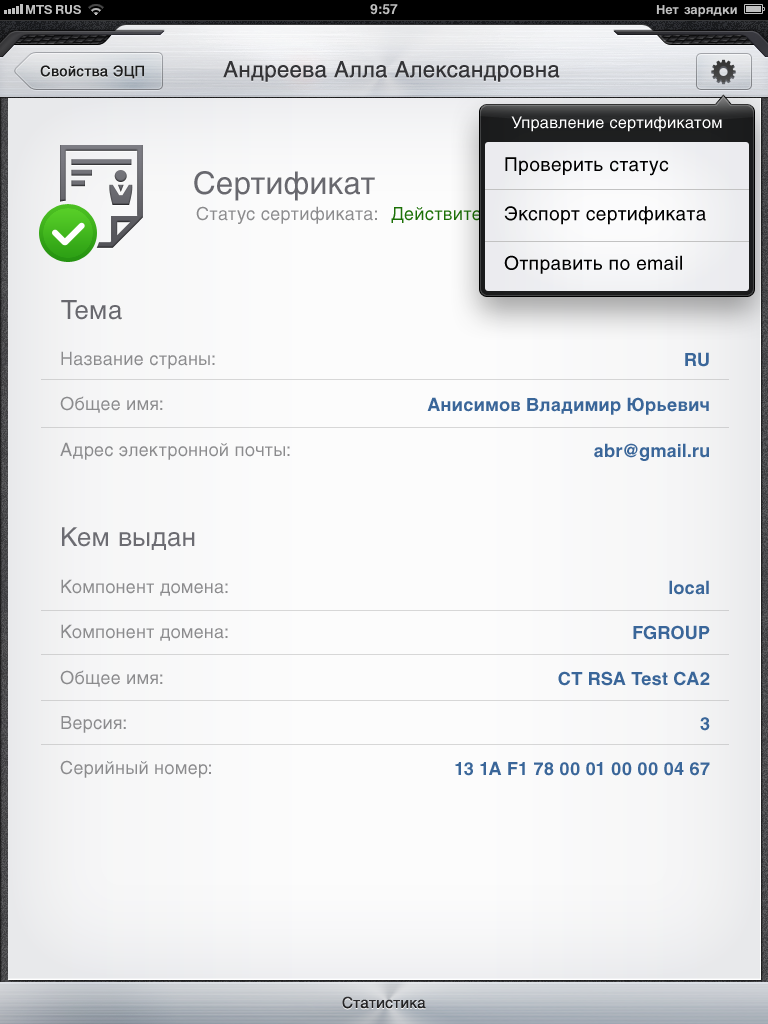 MTS RUS 9:57 Нет зарядки
Свойства ЭЦП Андреева Алла Александровна
Управление сертификатом
Проверить статус
Экспорт сертификата
Отправить по email
Сертификат
Статус сертификата: Действите
Тема
Название страны: RU
Общее имя: Анисимов Владимир Юрьевич
Адрес электронной почты: abr@gmail.ru
Кем выдан
Компонент домена: local
Компонент домена: FGROUP
Общее имя: CT RSA Test CA2
Версия: 3
Серийный номер: 13 1A F1 78 00 01 00 00 04 67
Статистика